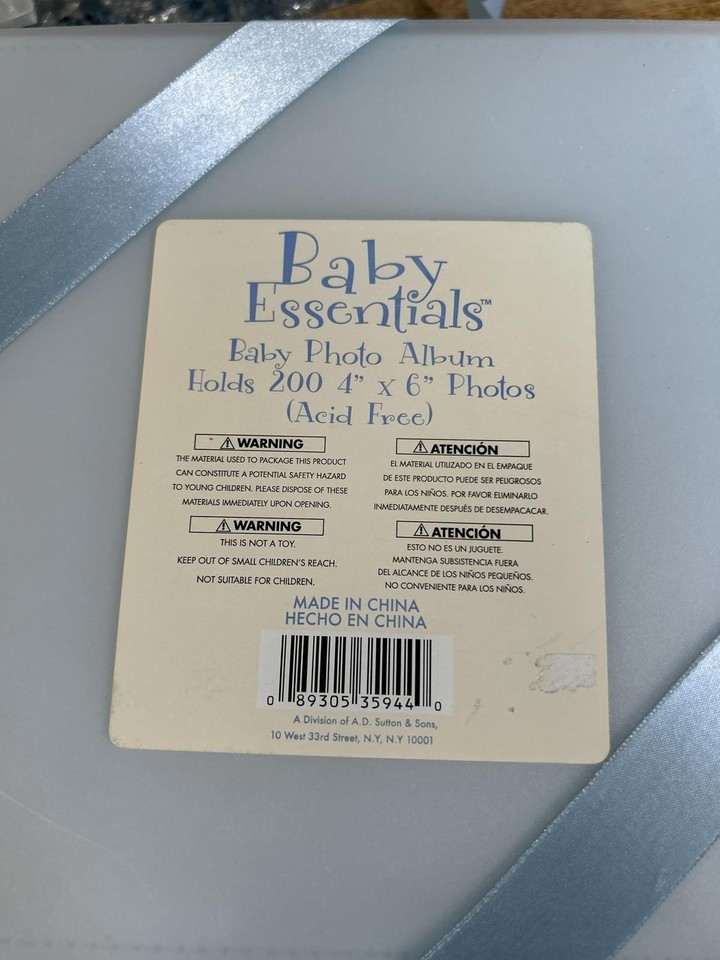 Baby
Essentials™
Baby Photo Album
Holds 200 4" x 6" Photos
(Acid Free)
⚠ WARNING
THE MATERIAL USED TO PACKAGE THIS PRODUCT
CAN CONSTITUTE A POTENTIAL SAFETY HAZARD
TO YOUNG CHILDREN. PLEASE DISPOSE OF THESE
MATERIALS IMMEDIATELY UPON OPENING.
⚠ WARNING
THIS IS NOT A TOY.
KEEP OUT OF SMALL CHILDREN'S REACH.
NOT SUITABLE FOR CHILDREN.
⚠ ATENCIÓN
EL MATERIAL UTILIZADO EN EL EMPAQUE
DE ESTE PRODUCTO PUEDE SER PELIGROSOS
PARA LOS NIÑOS. POR FAVOR ELIMINARLO
INMEDIATAMENTE DESPUÉS DE DESEMPACACAR.
⚠ ATENCIÓN
ESTO NO ES UN JUGUETE.
MANTENGA SUBSISTENCIA FUERA
DEL ALCANCE DE LOS NIÑOS PEQUEÑOS.
NO CONVENIENTE PARA LOS NIÑOS.
MADE IN CHINA
HECHO EN CHINA
0 89305 35944 0
A Division of A.D. Sutton & Sons,
10 West 33rd Street, N.Y, N.Y 10001